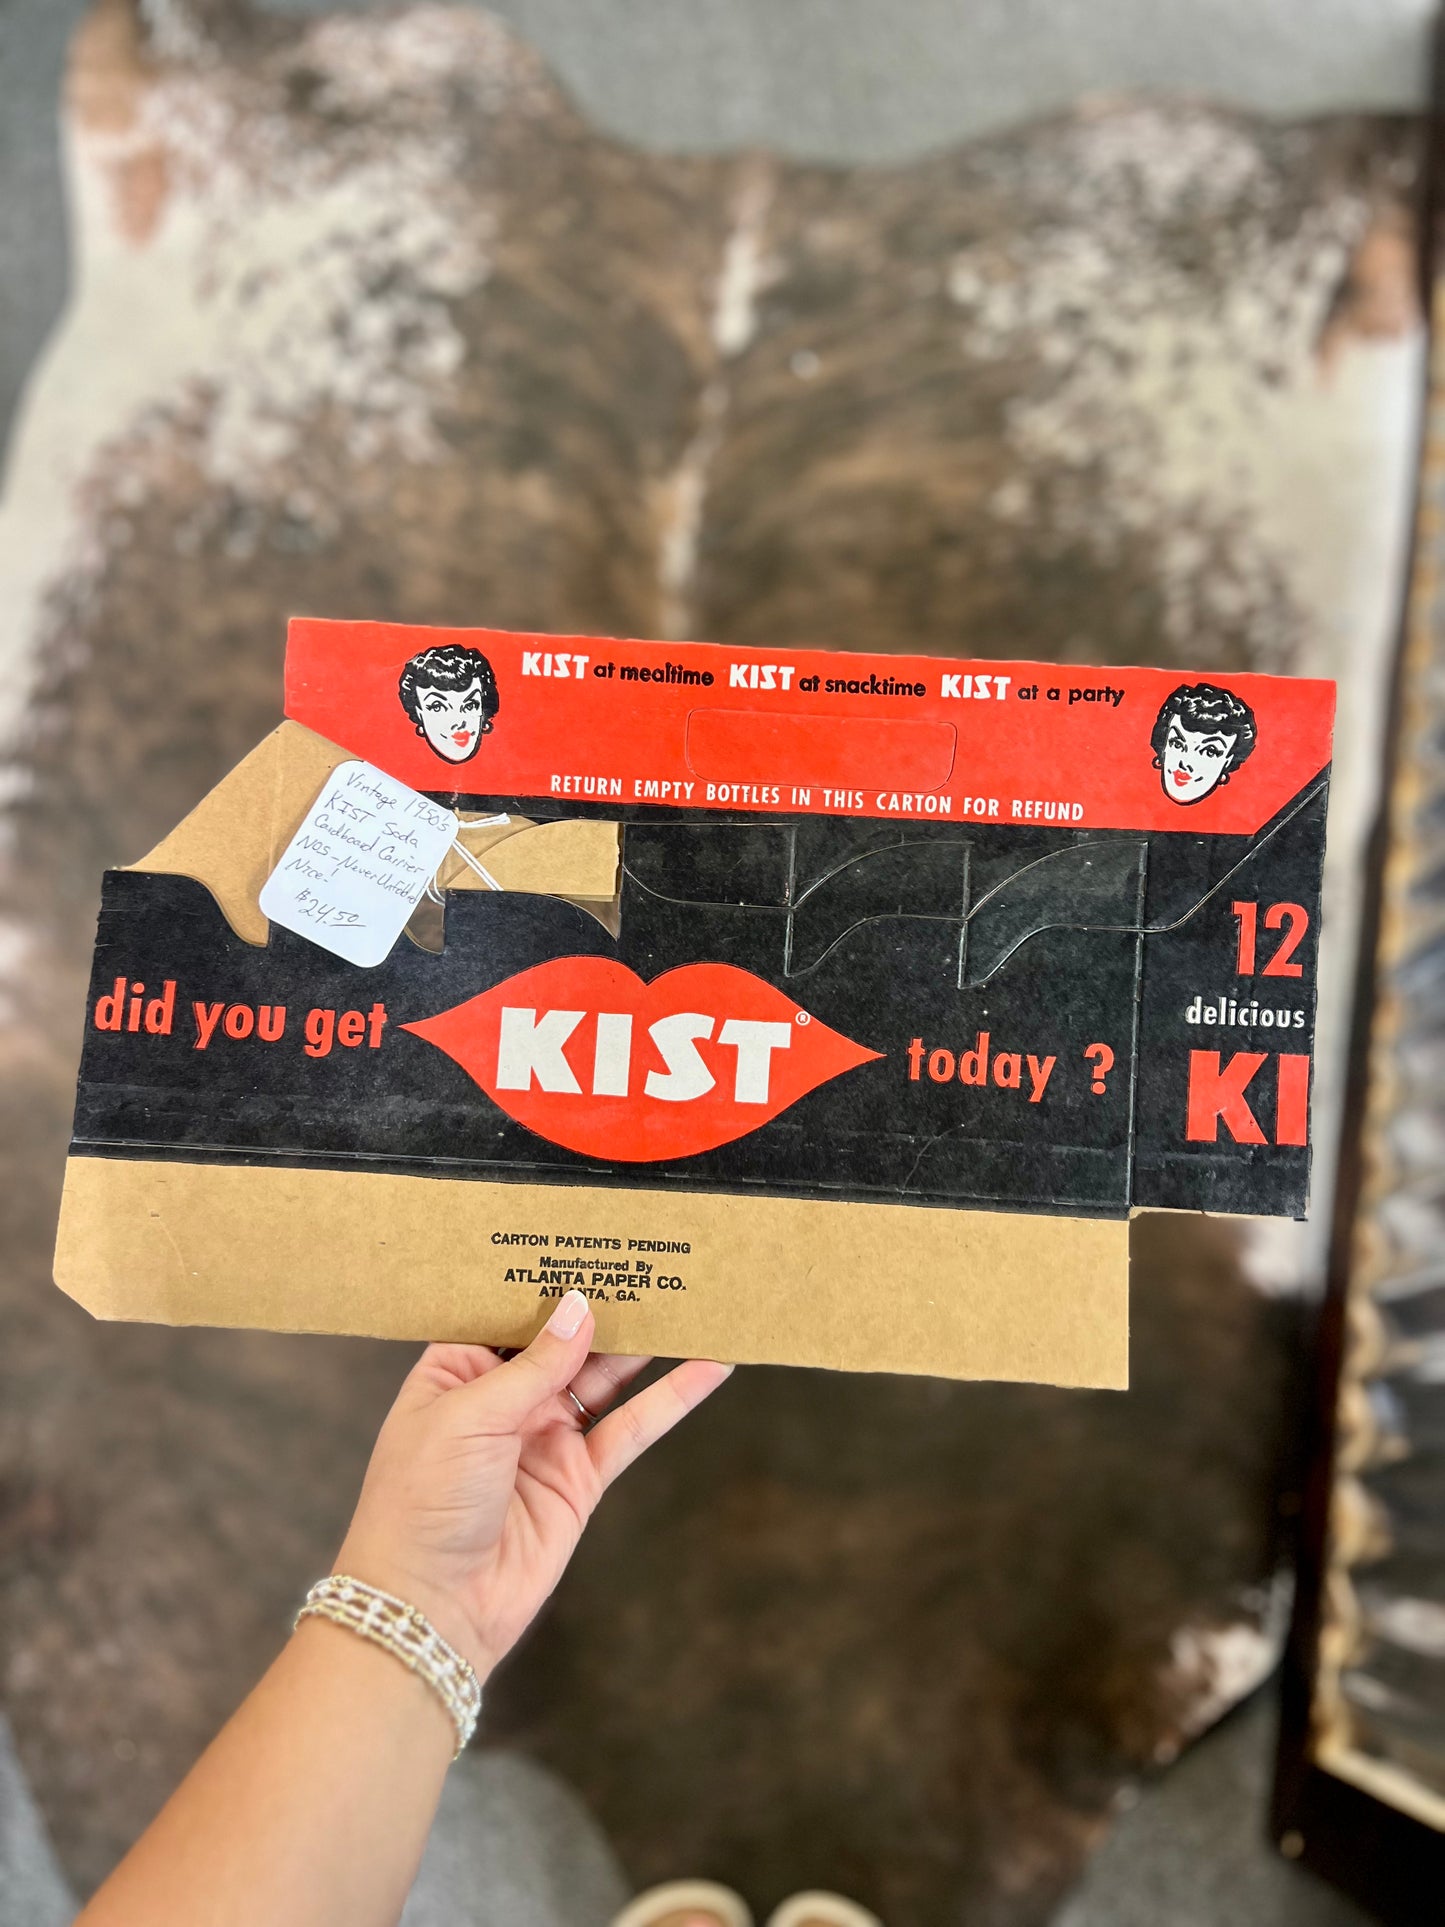 KIST at mealtime KIST at snacktime KIST at a party
RETURN EMPTY BOTTLES IN THIS CARTON FOR REFUND
Vintage 1950's
KIST Soda
Cardboard Carrier
NOS - Never Unfolded
Nice!
$24.50
did you get KIST® today ?
12
delicious
KI
CARTON PATENTS PENDING
Manufactured By
ATLANTA PAPER CO.
ATLANTA, GA.